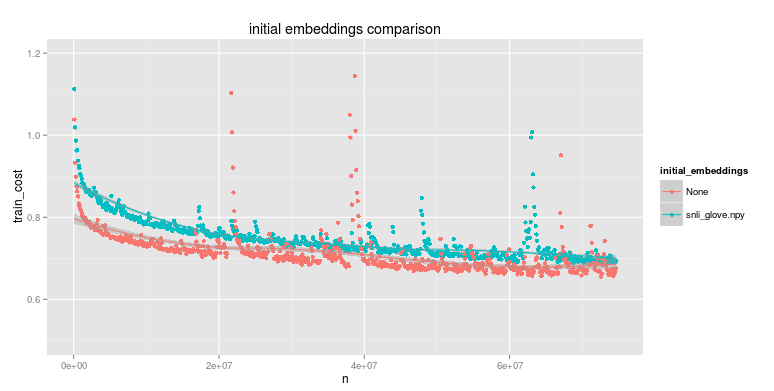 initial embeddings comparison
1.2
1.0
0.8
0.6
train_cost
0e+00
2e+07
4e+07
6e+07
n
initial_embeddings
None
snli_glove.npy